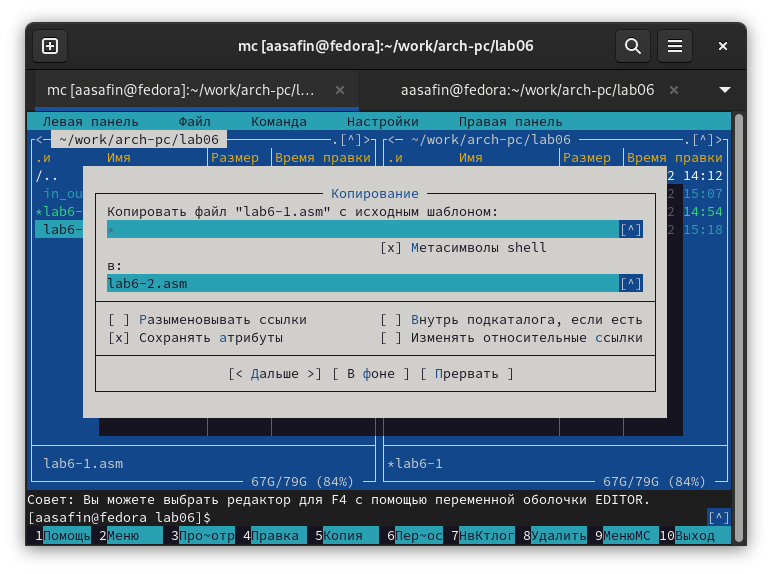 mc [aasafin@fedora]:~/work/arch-pc/lab06
mc [aasafin@fedora]:~/work/arch-pc/l... × aasafin@fedora:~/work/arch-pc/lab06 ×
Левая панель Файл Команда Настройки Правая панель
<— ~/work/arch-pc/lab06 .[^]> <— ~/work/arch-pc/lab06 .[^]>
.и Имя Размер Время правки .и Имя Размер Время правки
/.. 2 14:12
in_ou 2 15:07
*lab6- 2 14:54
lab6- 2 15:18
Копирование
Копировать файл "lab6-1.asm" с исходным шаблоном:
* [^]
[x] Метасимволы shell
в:
lab6-2.asm [^]
[ ] Разыменовывать ссылки [ ] Внутрь подкаталога, если есть
[x] Сохранять атрибуты [ ] Изменять относительные ссылки
[< Дальше >] [ В фоне ] [ Прервать ]
lab6-1.asm *lab6-1
67G/79G (84%) 67G/79G (84%)
Совет: Вы можете выбрать редактор для F4 с помощью переменной оболочки EDITOR.
[aasafin@fedora lab06]$ [^]
1Помощь 2Меню 3Про~отр 4Правка 5Копия 6Пер~ос 7НвКтлог 8Удалить 9МенюMC 10Выход